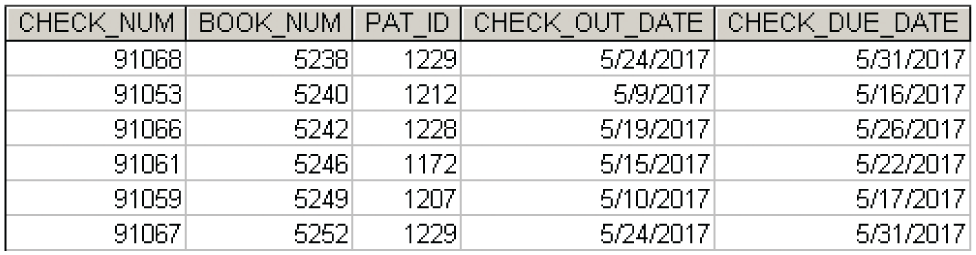 CHECK_NUM BOOK_NUM PAT_ID CHECK_OUT_DATE CHECK_DUE_DATE
91068 5238 1229 5/24/2017 5/31/2017
91053 5240 1212 5/9/2017 5/16/2017
91066 5242 1228 5/19/2017 5/26/2017
91061 5246 1172 5/15/2017 5/22/2017
91059 5249 1207 5/10/2017 5/17/2017
91067 5252 1229 5/24/2017 5/31/2017